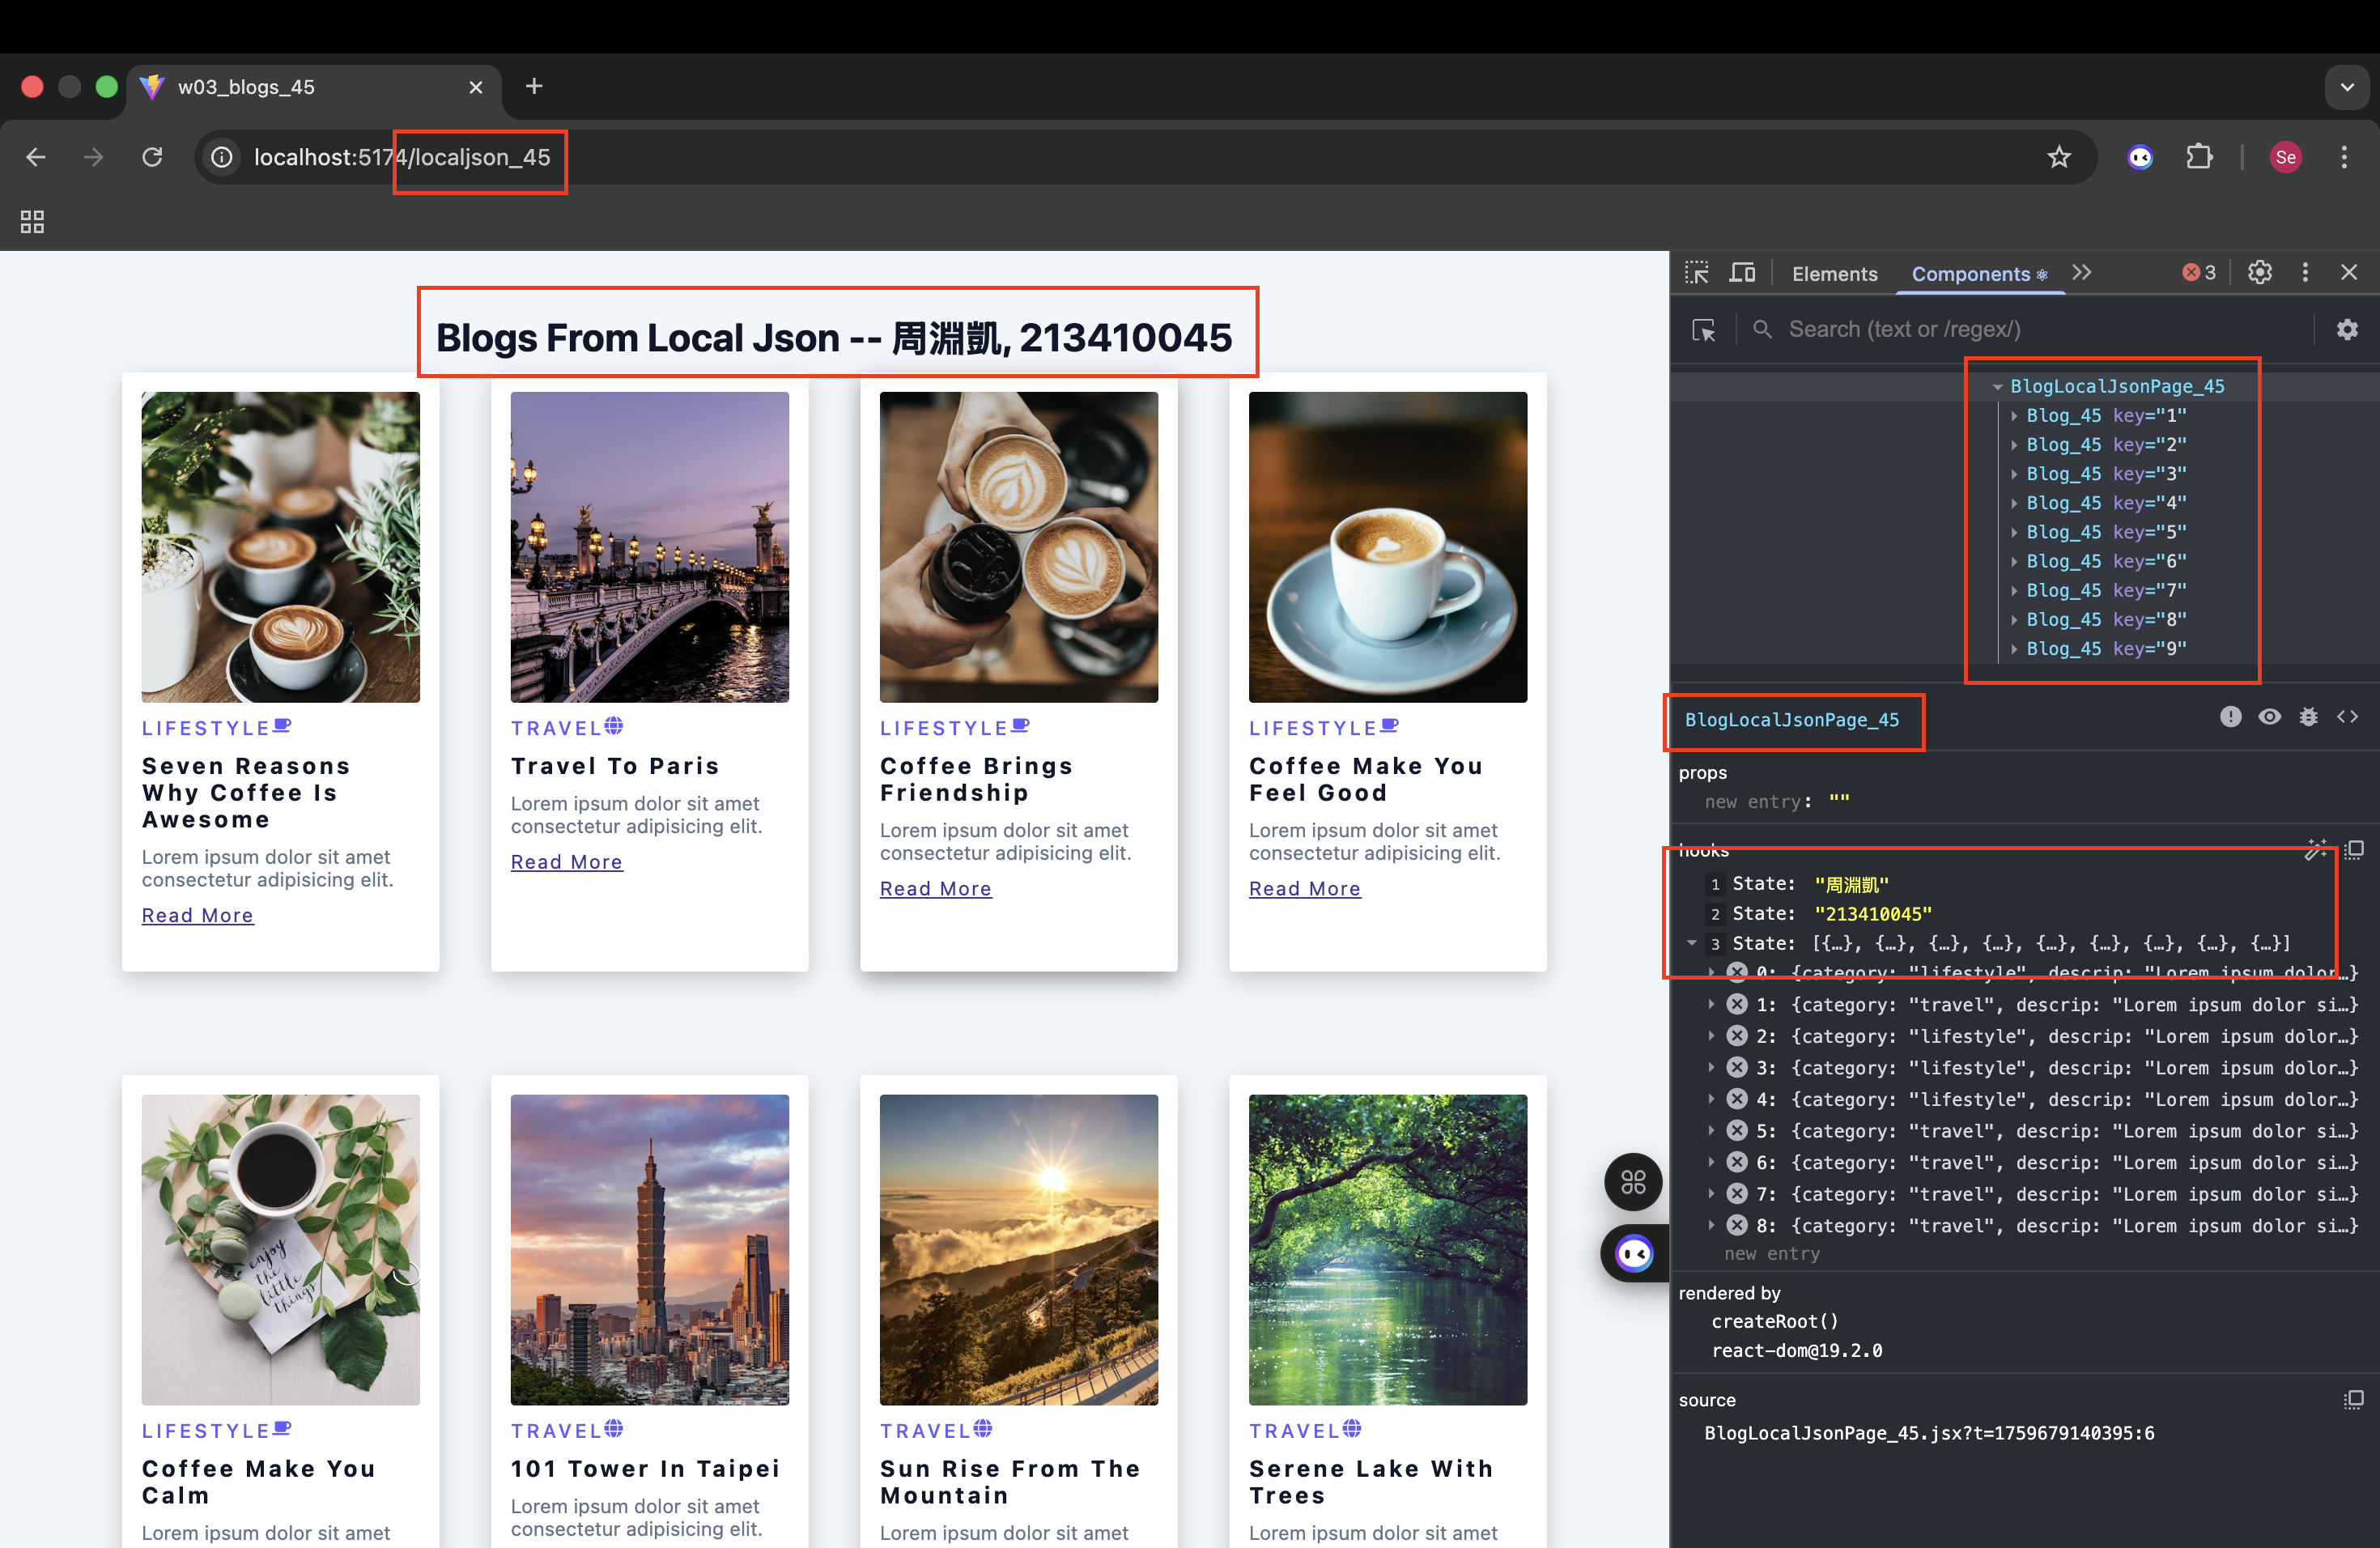 w03_blogs_45
localhost:5174/localjson_45
Se
Elements
Components
3
Search (text or /regex/)
Blogs From Local Json -- 周淵凱, 213410045
LIFESTYLE
Seven Reasons
Why Coffee Is
Awesome
Lorem ipsum dolor sit amet
consectetur adipisicing elit.
Read More
TRAVEL
Travel To Paris
Lorem ipsum dolor sit amet
consectetur adipisicing elit.
Read More
LIFESTYLE
Coffee Brings
Friendship
Lorem ipsum dolor sit amet
consectetur adipisicing elit.
Read More
LIFESTYLE
Coffee Make You
Feel Good
Lorem ipsum dolor sit amet
consectetur adipisicing elit.
Read More
enjoy
the
little
things
LIFESTYLE
Coffee Make You
Calm
Lorem ipsum dolor sit amet
TRAVEL
101 Tower In Taipei
Lorem ipsum dolor sit amet
consectetur adipisicing elit.
TRAVEL
Sun Rise From The
Mountain
Lorem ipsum dolor sit amet
TRAVEL
Serene Lake With
Trees
Lorem ipsum dolor sit amet
BlogLocalJsonPage_45
Blog_45 key="1"
Blog_45 key="2"
Blog_45 key="3"
Blog_45 key="4"
Blog_45 key="5"
Blog_45 key="6"
Blog_45 key="7"
Blog_45 key="8"
Blog_45 key="9"
BlogLocalJsonPage_45
props
new entry: ""
hooks
1 State: "周淵凱"
2 State: "213410045"
3 State: [{…}, {…}, {…}, {…}, {…}, {…}, {…}, {…}, {…}]
0: {category: "lifestyle", descrip: "Lorem ipsum dolor…}
1: {category: "travel", descrip: "Lorem ipsum dolor si…}
2: {category: "lifestyle", descrip: "Lorem ipsum dolor…}
3: {category: "lifestyle", descrip: "Lorem ipsum dolor…}
4: {category: "lifestyle", descrip: "Lorem ipsum dolor…}
5: {category: "travel", descrip: "Lorem ipsum dolor si…}
6: {category: "travel", descrip: "Lorem ipsum dolor si…}
7: {category: "travel", descrip: "Lorem ipsum dolor si…}
8: {category: "travel", descrip: "Lorem ipsum dolor si…}
new entry
rendered by
createRoot()
react-dom@19.2.0
source
BlogLocalJsonPage_45.jsx?t=1759679140395:6